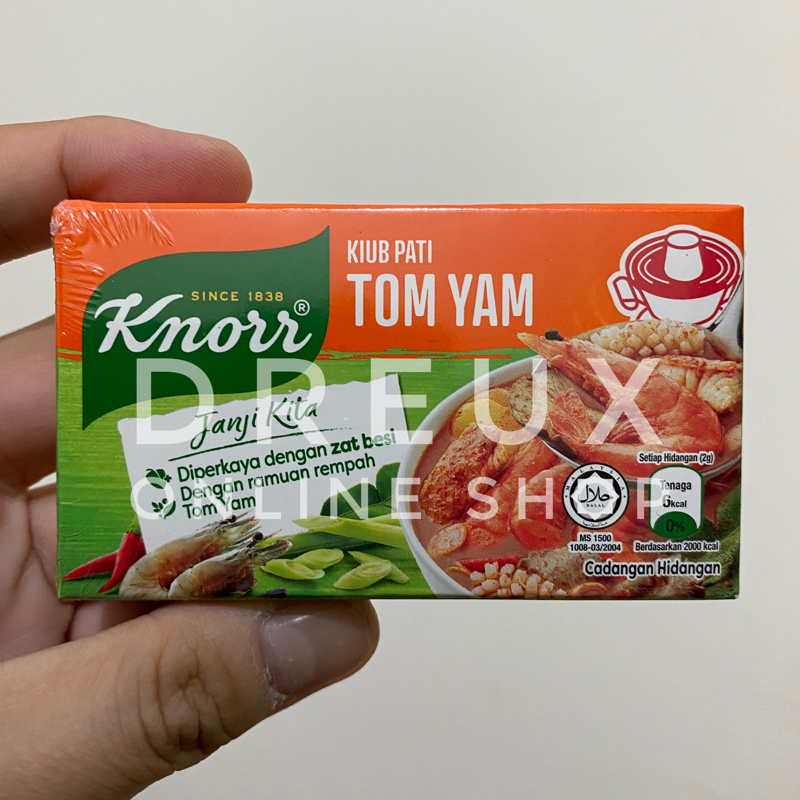 KIUB PATI
TOM YAM
SINCE 1838
Knorr®
DREUX
ONLINE SHOP
Janji Kita
Diperkaya dengan zat besi
Dengan ramuan rempah
Tom Yam
Setiap Hidangan (2g)
Tenaga
6kcal
0%
Berdasarkan 2000 kcal
MALAYSIA
حلال
HALAL
MS 1500
1008-03/2004
Cadangan Hidangan